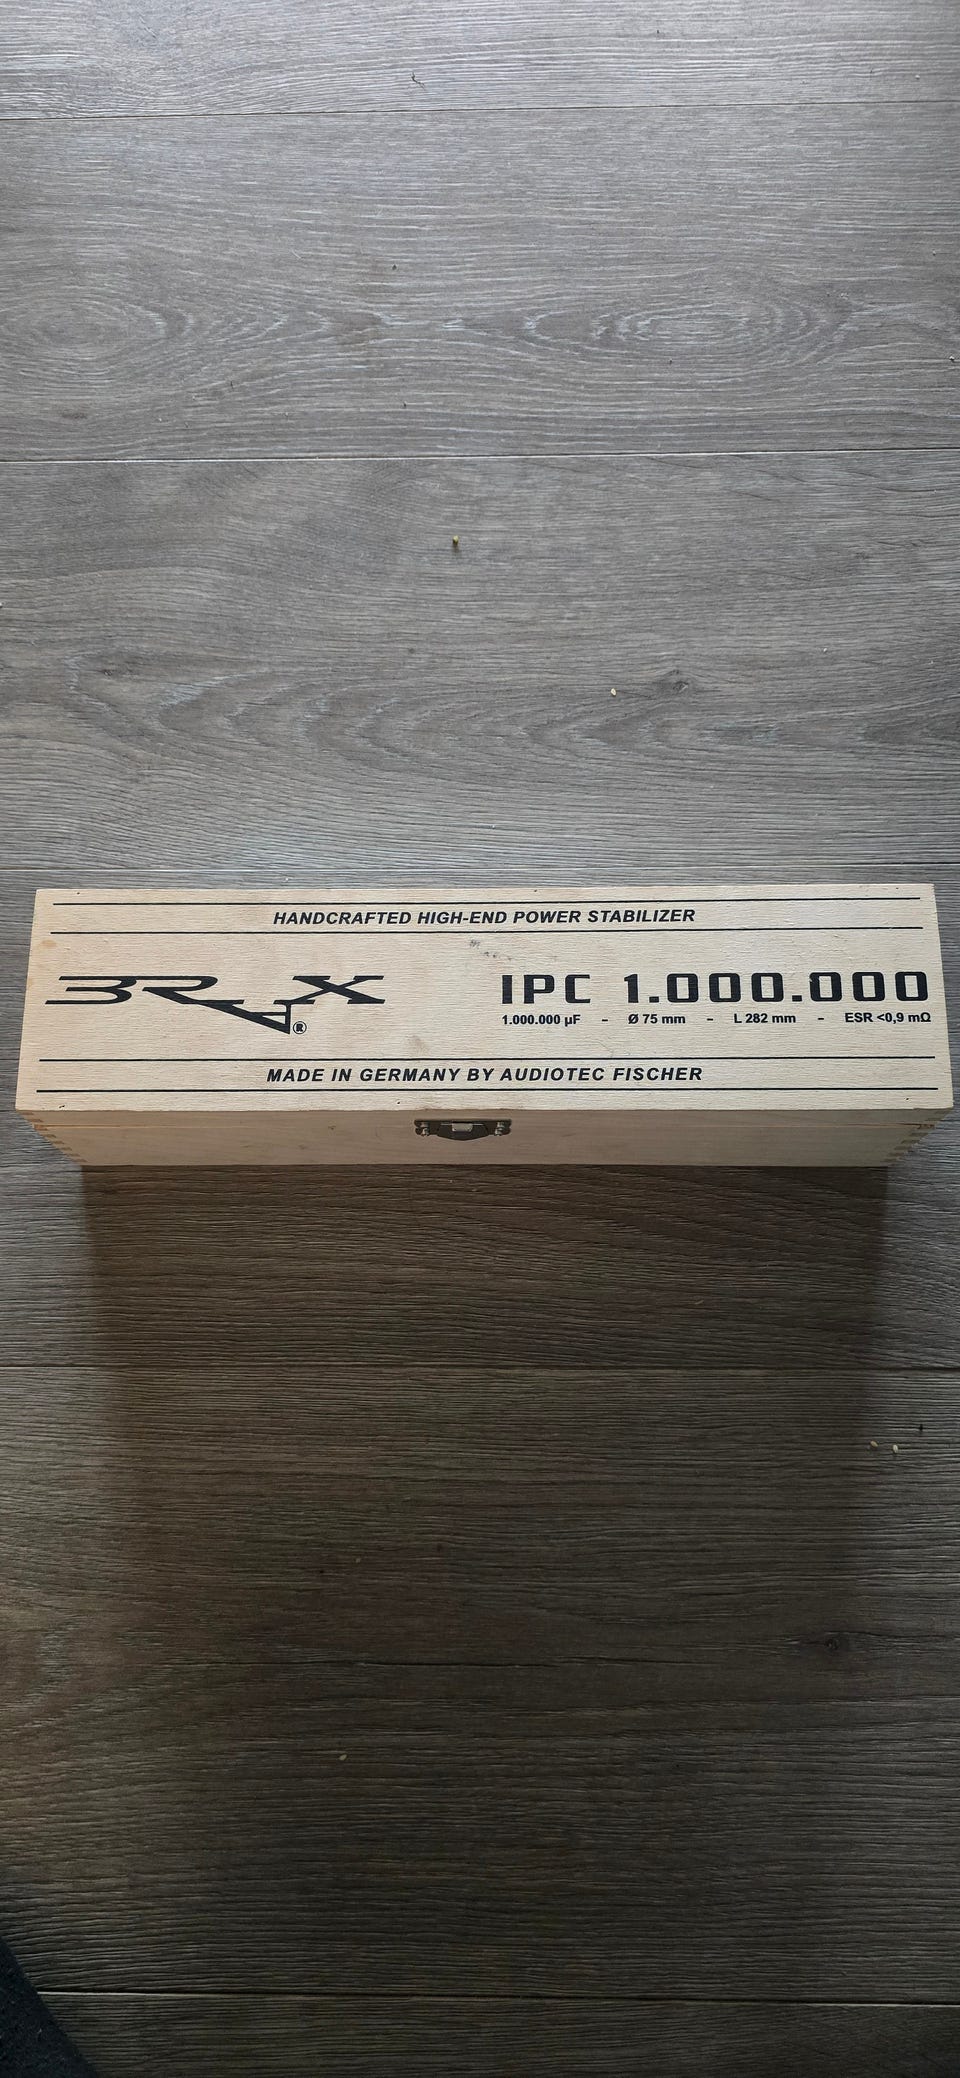 HANDCRAFTED HIGH-END POWER STABILIZER
BRAX®
IPC 1.000.000
1.000.000 µF - Ø 75 mm - L 282 mm - ESR <0,9 mΩ
MADE IN GERMANY BY AUDIOTEC FISCHER